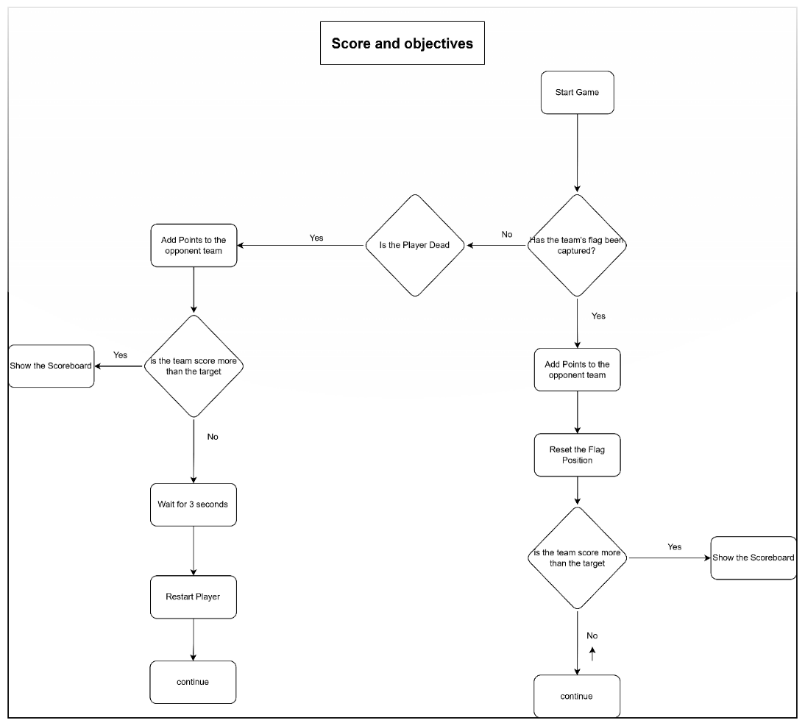 Score and objectives
Start Game
Has the team's flag been
captured?
No
Is the Player Dead
Yes
Add Points to the
opponent team
Yes
is the team score more
than the target
Yes
Show the Scoreboard
No
Wait for 3 seconds
Restart Player
continue
Add Points to the
opponent team
Reset the Flag
Position
is the team score more
than the target
Yes
Show the Scoreboard
No
continue